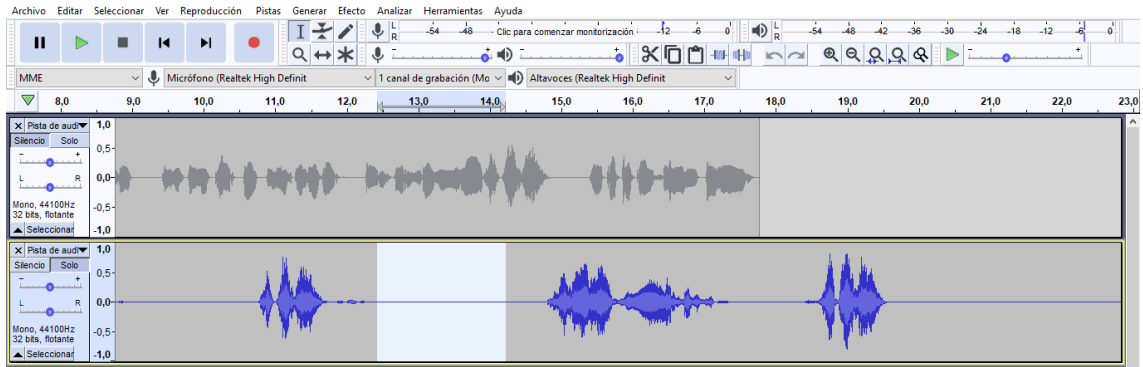 Archivo Editar Seleccionar Ver Reproducción Pistas Generar Efecto Analizar Herramientas Ayuda
L R -54 -48 Clic para comenzar monitorización -12 -6 0 L R -54 -48 -42 -36 -30 -24 -18 -12 -6 0
- + - +
- +
MME Micrófono (Realtek High Definit 1 canal de grabación (Mo Altavoces (Realtek High Definit
8,0 9,0 10,0 11,0 12,0 13,0 14,0 15,0 16,0 17,0 18,0 19,0 20,0 21,0 22,0 23,0
X Pista de audi 1,0
Silencio Solo
- + 0,5
L R 0,0
Mono, 44100Hz
32 bits, flotante -0,5
Seleccionar -1,0
X Pista de audi 1,0
Silencio Solo
- + 0,5
L R 0,0
Mono, 44100Hz
32 bits, flotante -0,5
Seleccionar -1,0